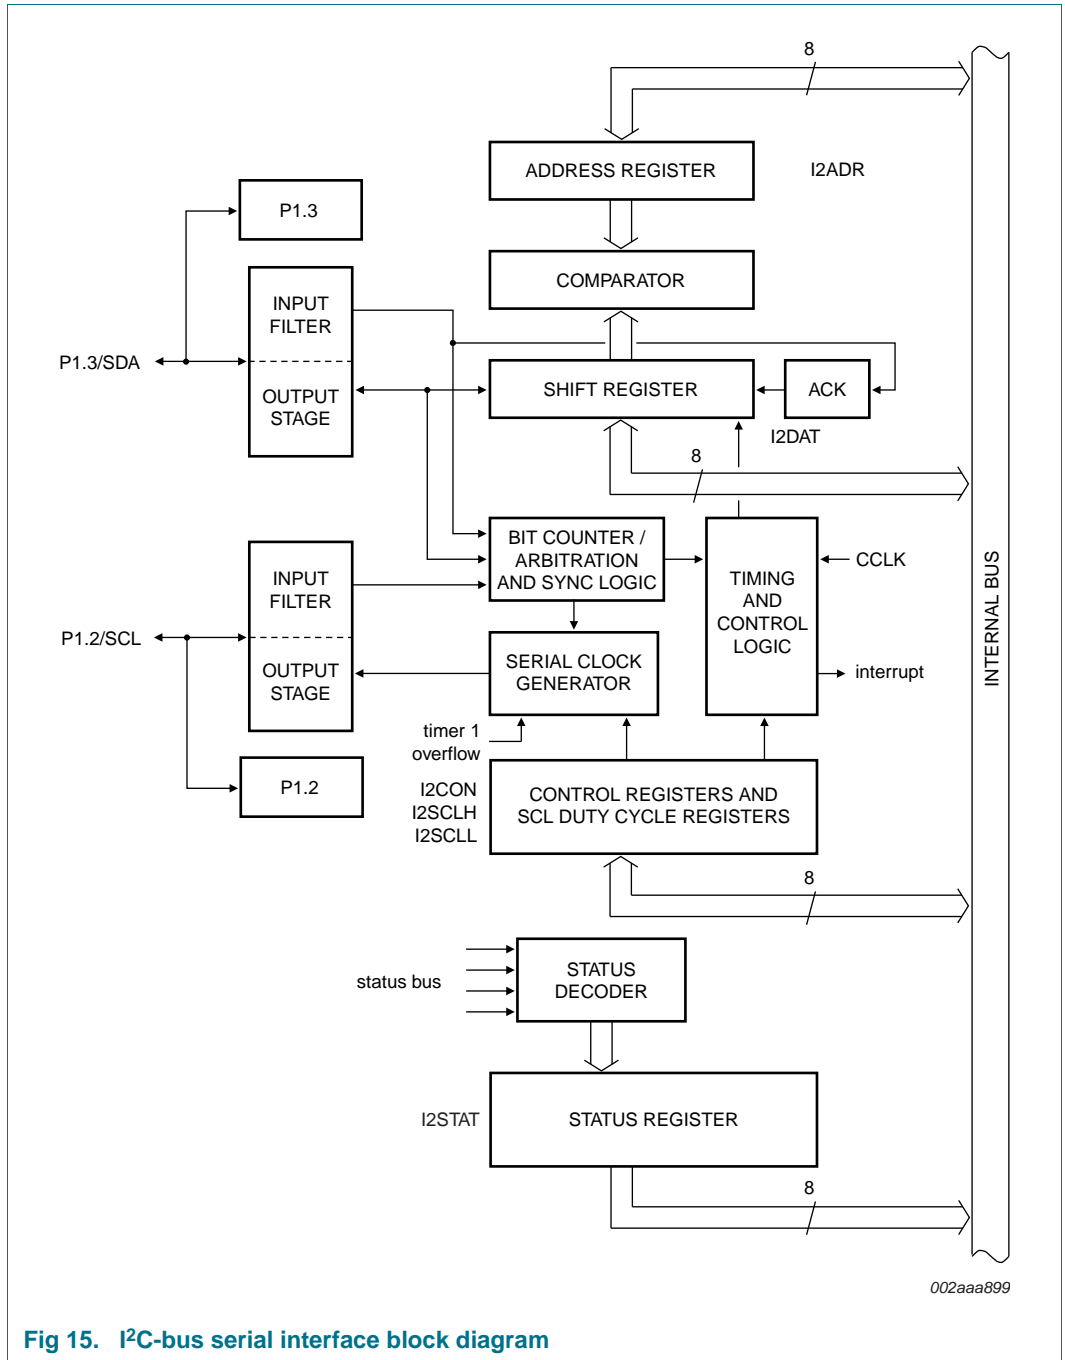 8
ADDRESS REGISTER
I2ADR
P1.3
COMPARATOR
INPUT
FILTER
P1.3/SDA
OUTPUT
STAGE
SHIFT REGISTER
ACK
I2DAT
8
BIT COUNTER /
ARBITRATION
AND SYNC LOGIC
INPUT
FILTER
TIMING
AND
CONTROL
LOGIC
CCLK
INTERNAL BUS
P1.2/SCL
OUTPUT
STAGE
SERIAL CLOCK
GENERATOR
interrupt
timer 1
overflow
P1.2
I2CON
I2SCLH
I2SCLL
CONTROL REGISTERS AND
SCL DUTY CYCLE REGISTERS
8
status bus
STATUS
DECODER
I2STAT
STATUS REGISTER
8
002aaa899
Fig 15. I²C-bus serial interface block diagram